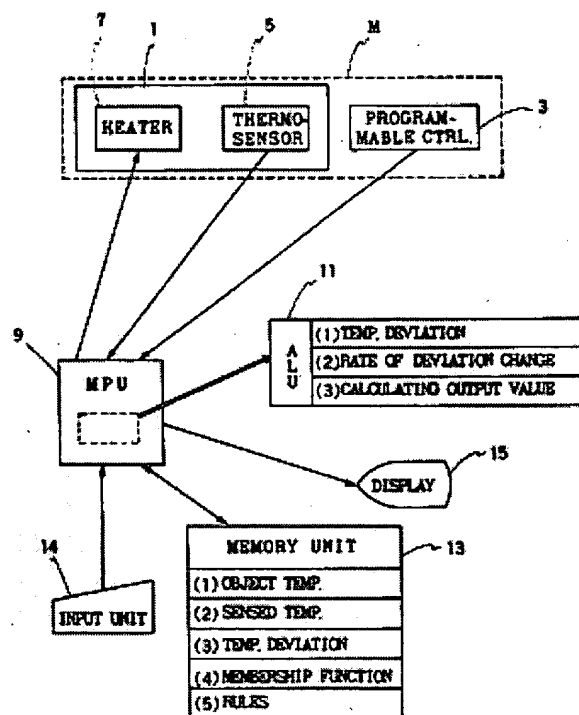 7
1
5
M
HEATER
THERMO-
SENSOR
PROGRAM-
MABLE CTRL.
3
11
9
MPU
ALU
(1)TEMP. DEVIATION
(2)RATE OF DEVIATION CHANGE
(3)CALCULATING OUTPUT VALUE
15
DISPLAY
14
INPUT UNIT
MEMORY UNIT
13
(1)OBJECT TEMP.
(2)SENSED TEMP.
(3)TEMP. DEVIATION
(4)MEMBERSHIP FUNCTION
(5)RULES